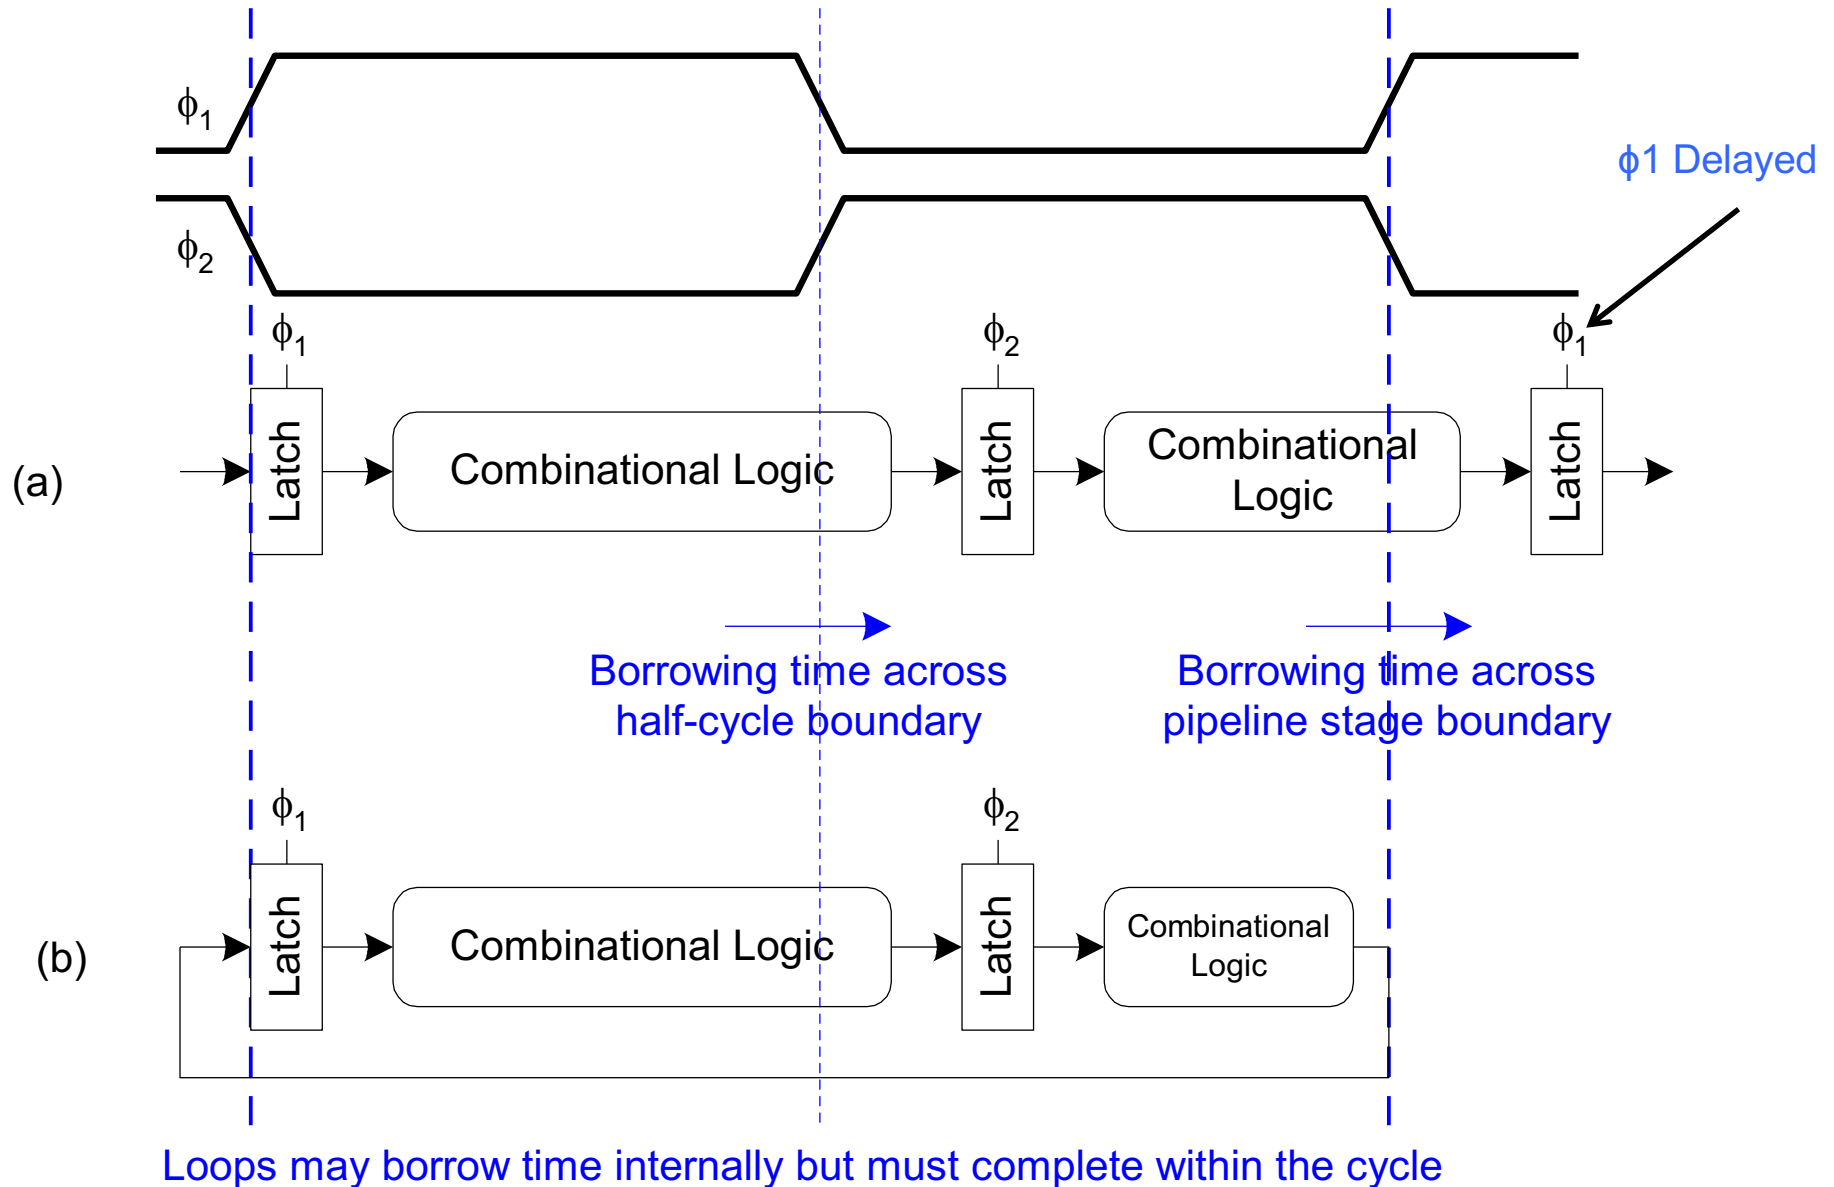 ϕ1
ϕ1 Delayed
ϕ2
ϕ1
ϕ2
ϕ1
(a)
Latch
Combinational Logic
Latch
Combinational
Logic
Latch
Borrowing time across
half-cycle boundary
Borrowing time across
pipeline stage boundary
ϕ1
ϕ2
(b)
Latch
Combinational Logic
Latch
Combinational
Logic
Loops may borrow time internally but must complete within the cycle